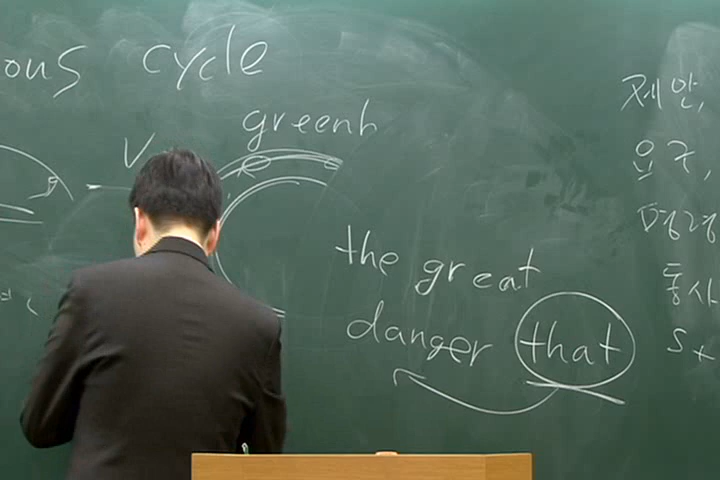 ous cycle
greenh
V
the great
danger that
제안,
요구,
명령
동사
S +